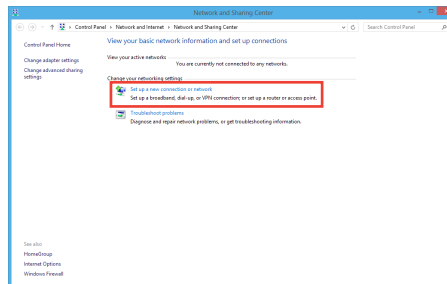 Network and Sharing Center
Control Panel ▸ Network and Internet ▸ Network and Sharing Center
Search Control Panel
Control Panel Home
Change adapter settings
Change advanced sharing
settings
View your basic network information and set up connections
View your active networks
You are currently not connected to any networks.
Change your networking settings
Set up a new connection or network
Set up a broadband, dial-up, or VPN connection; or set up a router or access point.
Troubleshoot problems
Diagnose and repair network problems, or get troubleshooting information.
See also
HomeGroup
Internet Options
Windows Firewall